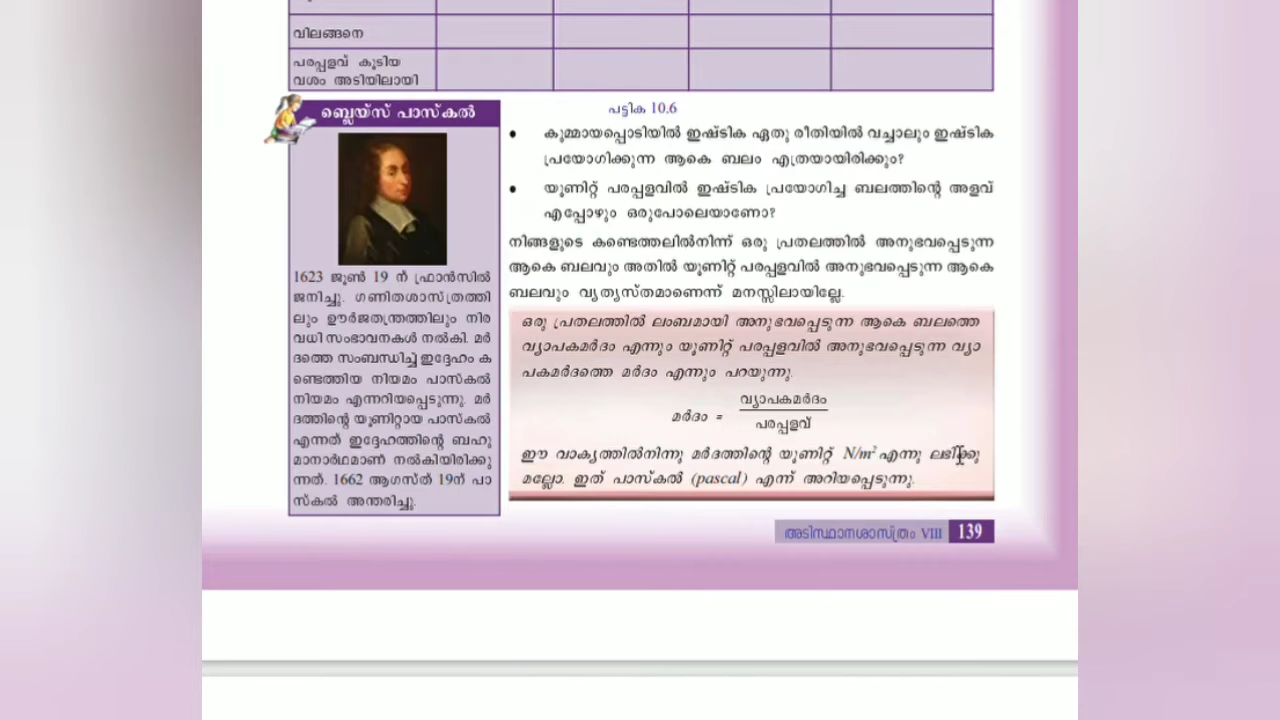 വിലങ്ങനെ
പരപ്പളവ് കൂടിയ
വശം അടിയിലായി
ബ്ലെയ്സ് പാസ്കൽ
1623 ജൂൺ 19 ന് ഫ്രാൻസിൽ
ജനിച്ചു. ഗണിതശാസ്ത്രത്തി
ലും ഊർജതന്ത്രത്തിലും നിര
വധി സംഭാവനകൾ നൽകി. മർ
ദത്തെ സംബന്ധിച്ച് ഇദ്ദേഹം ക
ണ്ടെത്തിയ നിയമം പാസ്കൽ
നിയമം എന്നറിയപ്പെടുന്നു. മർ
ദത്തിന്റെ യൂണിറ്റായ പാസ്കൽ
എന്നത് ഇദ്ദേഹത്തിന്റെ ബഹു
മാനാർഥമാണ് നൽകിയിരിക്കു
ന്നത്. 1662 ആഗസ്ത് 19ന് പാ
സ്കൽ അന്തരിച്ചു.
പട്ടിക 10.6
• കുമ്മായപ്പൊടിയിൽ ഇഷ്ടിക ഏതു രീതിയിൽ വച്ചാലും ഇഷ്ടിക
പ്രയോഗിക്കുന്ന ആകെ ബലം എത്രയായിരിക്കും?
• യൂണിറ്റ് പരപ്പളവിൽ ഇഷ്ടിക പ്രയോഗിച്ച ബലത്തിന്റെ അളവ്
എപ്പോഴും ഒരുപോലെയാണോ?
നിങ്ങളുടെ കണ്ടെത്തലിൽനിന്ന് ഒരു പ്രതലത്തിൽ അനുഭവപ്പെടുന്ന
ആകെ ബലവും അതിൽ യൂണിറ്റ് പരപ്പളവിൽ അനുഭവപ്പെടുന്ന ആകെ
ബലവും വ്യത്യസ്തമാണെന്ന് മനസ്സിലായില്ലേ.
ഒരു പ്രതലത്തിൽ ലംബമായി അനുഭവപ്പെടുന്ന ആകെ ബലത്തെ
വ്യാപകമർദം എന്നും യൂണിറ്റ് പരപ്പളവിൽ അനുഭവപ്പെടുന്ന വ്യാ
പകമർദത്തെ മർദം എന്നും പറയുന്നു.
മർദം = വ്യാപകമർദം
പരപ്പളവ്
ഈ വാക്യത്തിൽനിന്നു മർദത്തിന്റെ യൂണിറ്റ് N/m² എന്നു ലഭിക്കു
മല്ലോ. ഇത് പാസ്കൽ (pascal) എന്ന് അറിയപ്പെടുന്നു.
അടിസ്ഥാനശാസ്ത്രം VIII 139